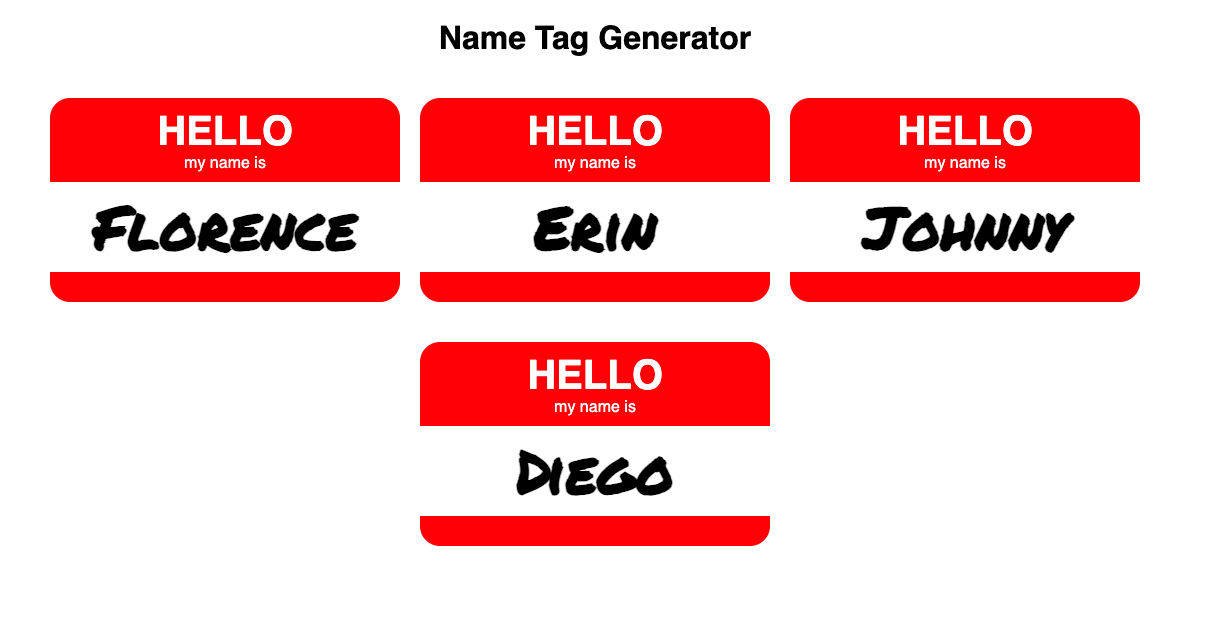 Name Tag Generator
HELLO
my name is
Florence
HELLO
my name is
Erin
HELLO
my name is
Johnny
HELLO
my name is
Diego